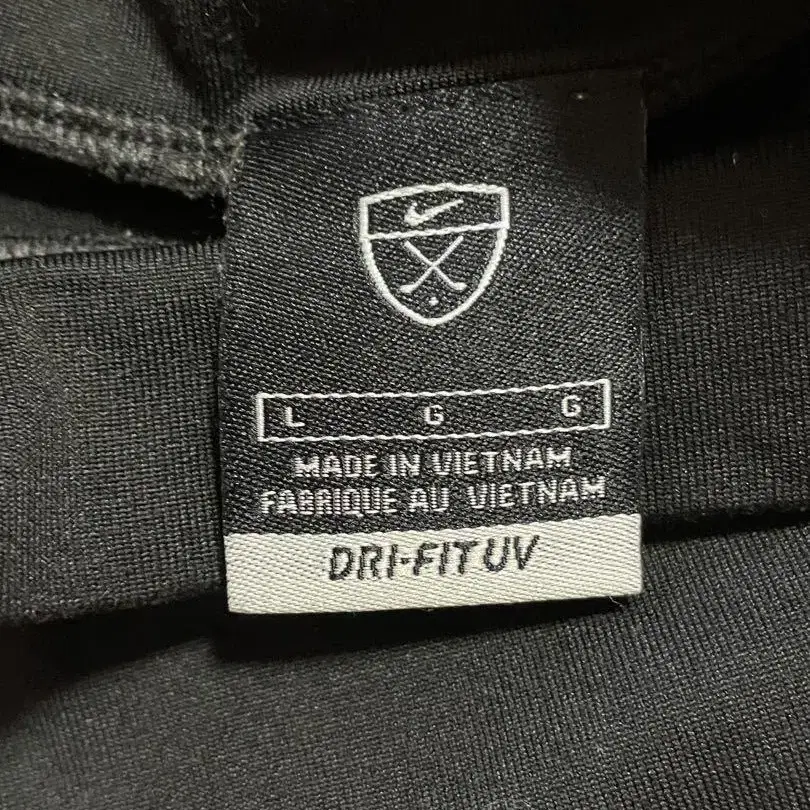 L G G
MADE IN VIETNAM
FABRIQUE AU VIETNAM
DRI-FIT UV